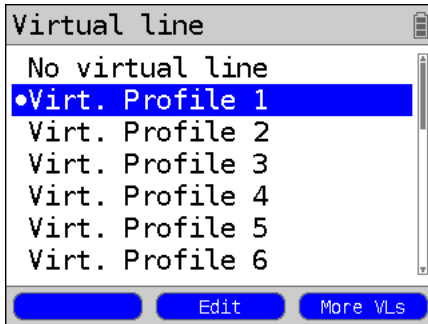 Virtual line
No virtual line
•Virt. Profile 1
Virt. Profile 2
Virt. Profile 3
Virt. Profile 4
Virt. Profile 5
Virt. Profile 6
Edit
More VLs